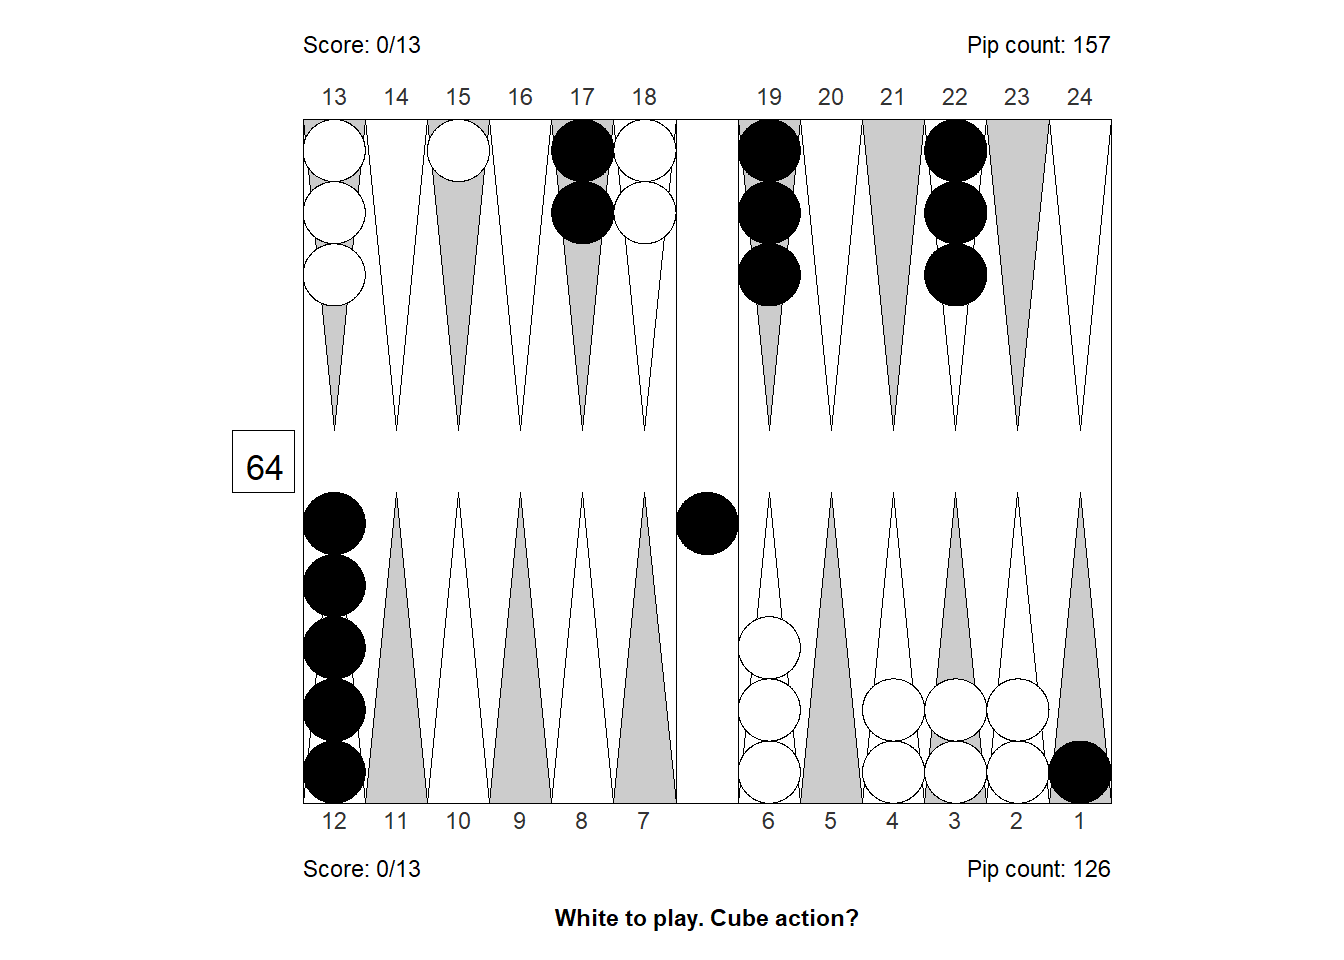 Score: 0/13 Pip count: 157
13 14 15 16 17 18 19 20 21 22 23 24
64
12 11 10 9 8 7 6 5 4 3 2 1
Score: 0/13 Pip count: 126
White to play. Cube action?